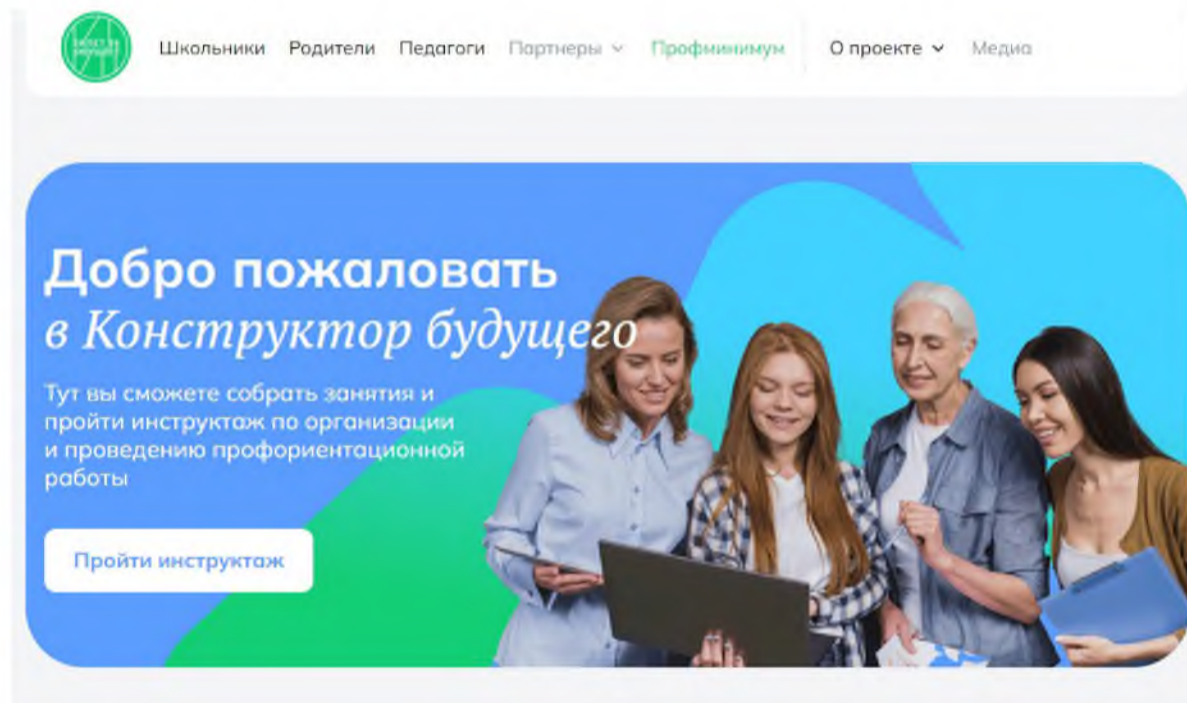 Школьники Родители Педагоги Партнеры Профминимум О проекте Медиа
Добро пожаловать
в Конструктор будущего
Тут вы сможете собрать занятия и
пройти инструктаж по организации
и проведению профориентационной
работы
Пройти инструктаж